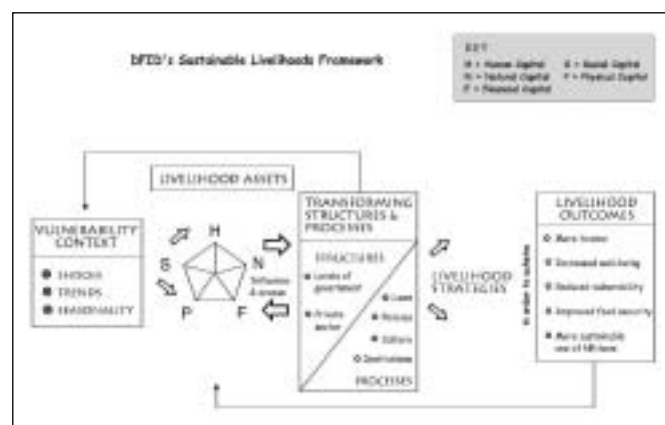 DFID's Sustainable Livelihoods Framework
KEY
H = Human Capital S = Social Capital
N = Natural Capital P = Physical Capital
F = Financial Capital
LIVELIHOOD ASSETS
VULNERABILITY
CONTEXT
SHOCKS
TRENDS
SEASONALITY
H
S
N
P
F
Influence
& access
TRANSFORMING
STRUCTURES &
PROCESSES
STRUCTURES
Levels of
government
Private
sector
Laws
Policies
Culture
Institutions
PROCESSES
LIVELIHOOD
STRATEGIES
in order to achieve
LIVELIHOOD
OUTCOMES
More income
Increased well-being
Reduced vulnerability
Improved food security
More sustainable
use of NR base